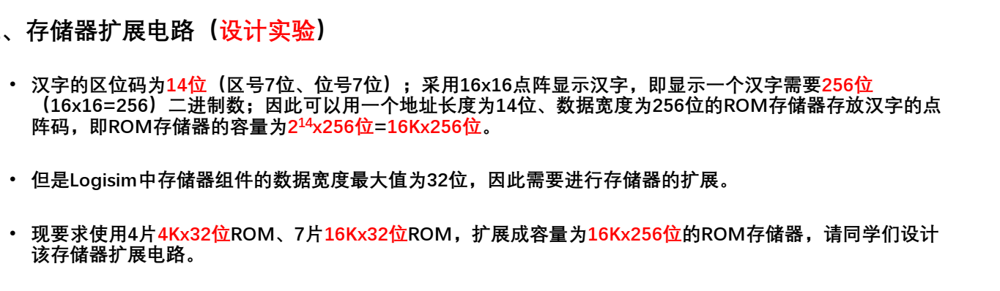 、存储器扩展电路（设计实验）
• 汉字的区位码为14位（区号7位、位号7位）；采用16x16点阵显示汉字，即显示一个汉字需要256位
（16x16=256）二进制数；因此可以用一个地址长度为14位、数据宽度为256位的ROM存储器存放汉字的点
阵码，即ROM存储器的容量为2¹⁴x256位=16Kx256位。
• 但是Logisim中存储器组件的数据宽度最大值为32位，因此需要进行存储器的扩展。
• 现要求使用4片4Kx32位ROM、7片16Kx32位ROM，扩展成容量为16Kx256位的ROM存储器，请同学们设计
该存储器扩展电路。